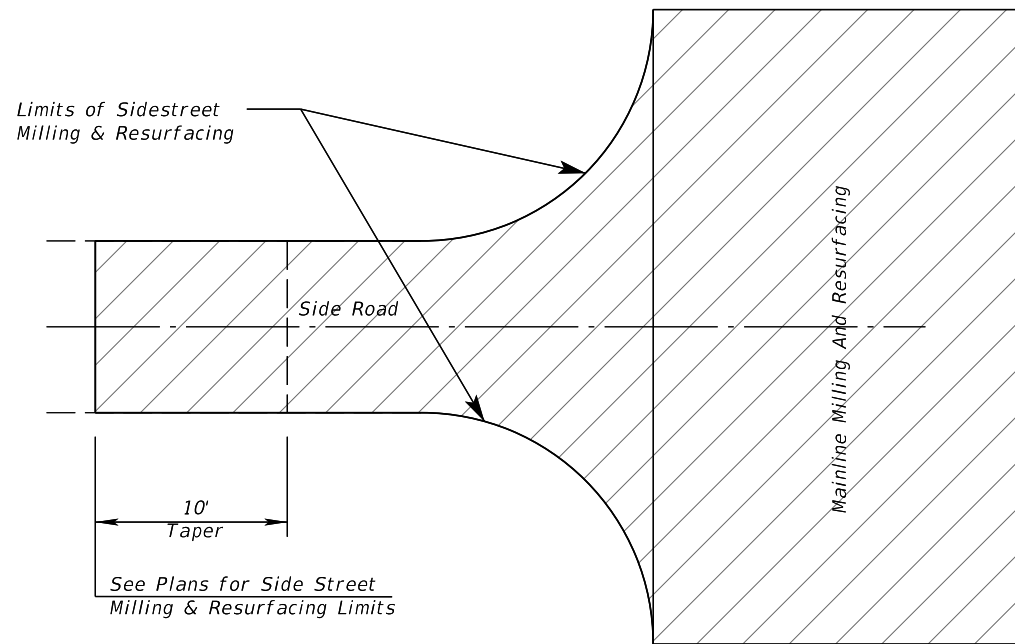 Limits of Sidestreet
Milling & Resurfacing
Side Road
Mainline Milling And Resurfacing
10'
Taper
See Plans for Side Street
Milling & Resurfacing Limits